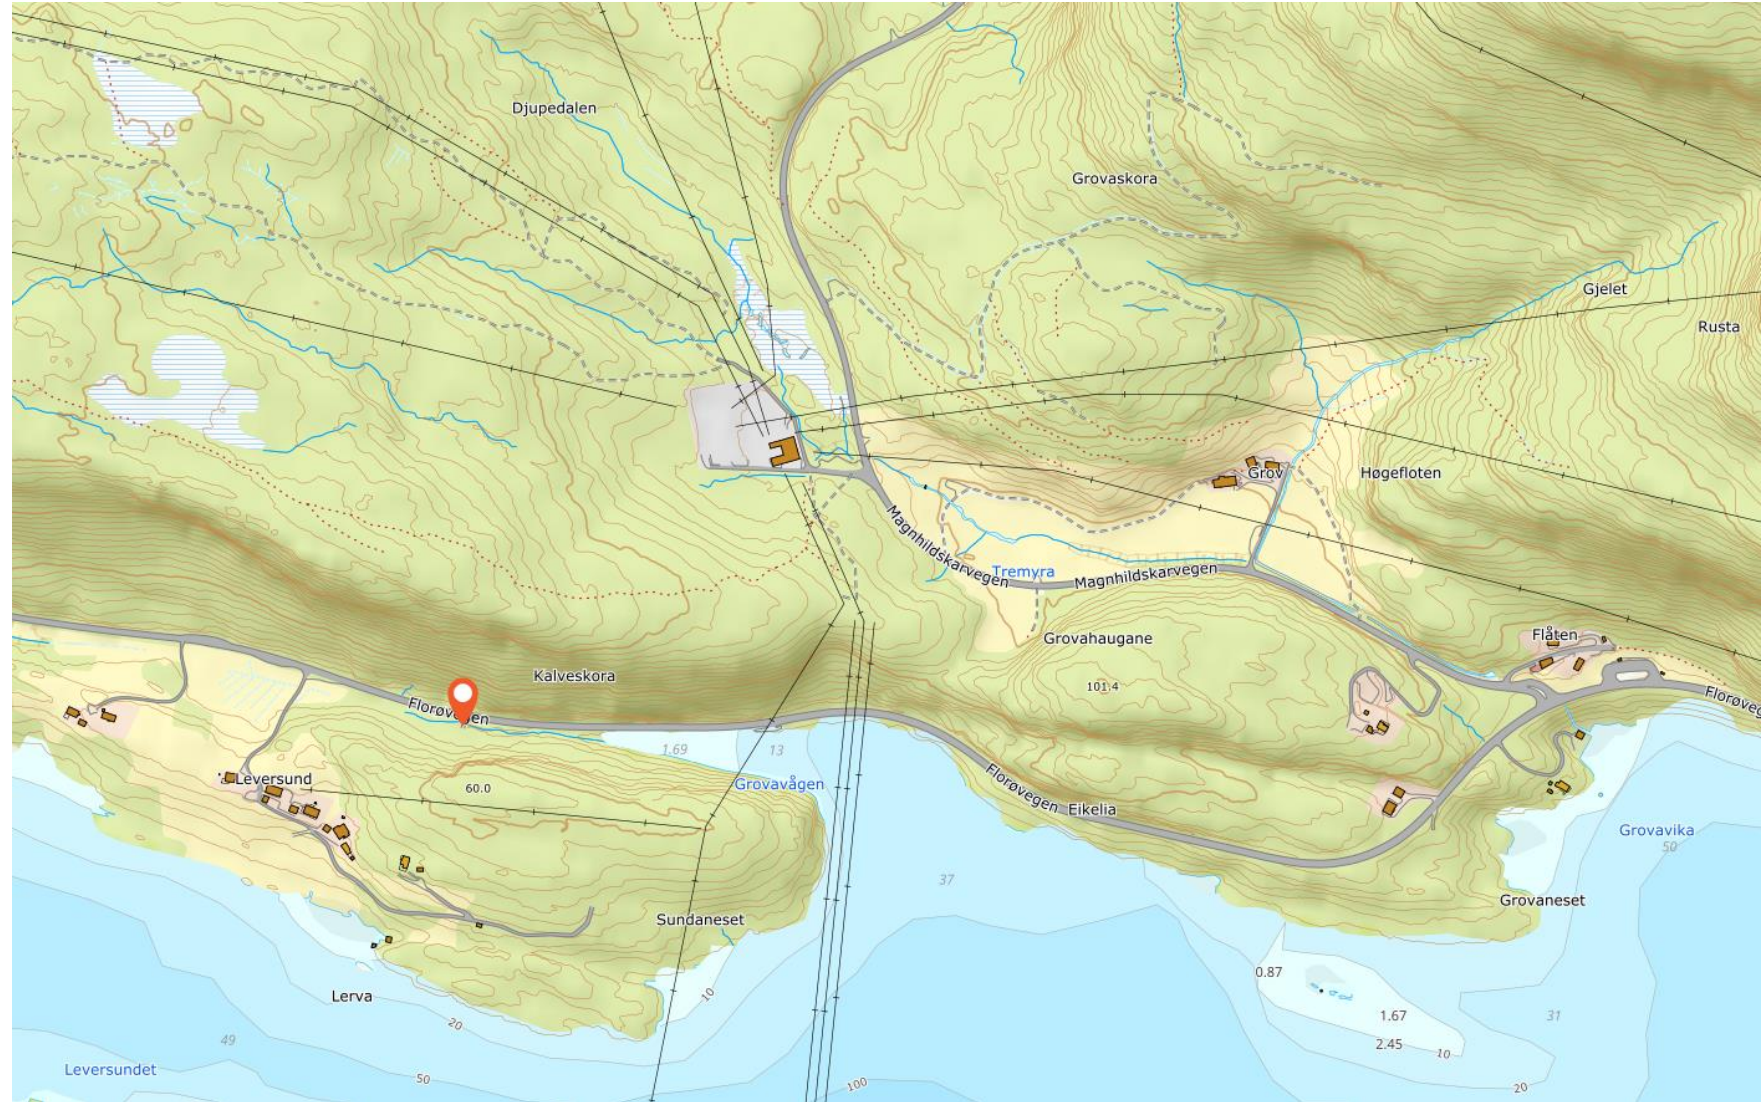 Djupedalen
Grovaskora
Gjelet
Rusta
Grov
Høgefloten
Magnhildskarvegen
Tremyra
Magnhildskarvegen
Grovahaugane
Flåten
Kalveskora
101.4
Florøvegen
Florøveg
1.69
13
Leversund
60.0
Grovavågen
Florøvegen
Eikelia
Grovavika
50
37
Grovaneset
Sundaneset
0.87
Lerva
10
20
1.67
31
49
2.45
10
Leversundet
50
100
20